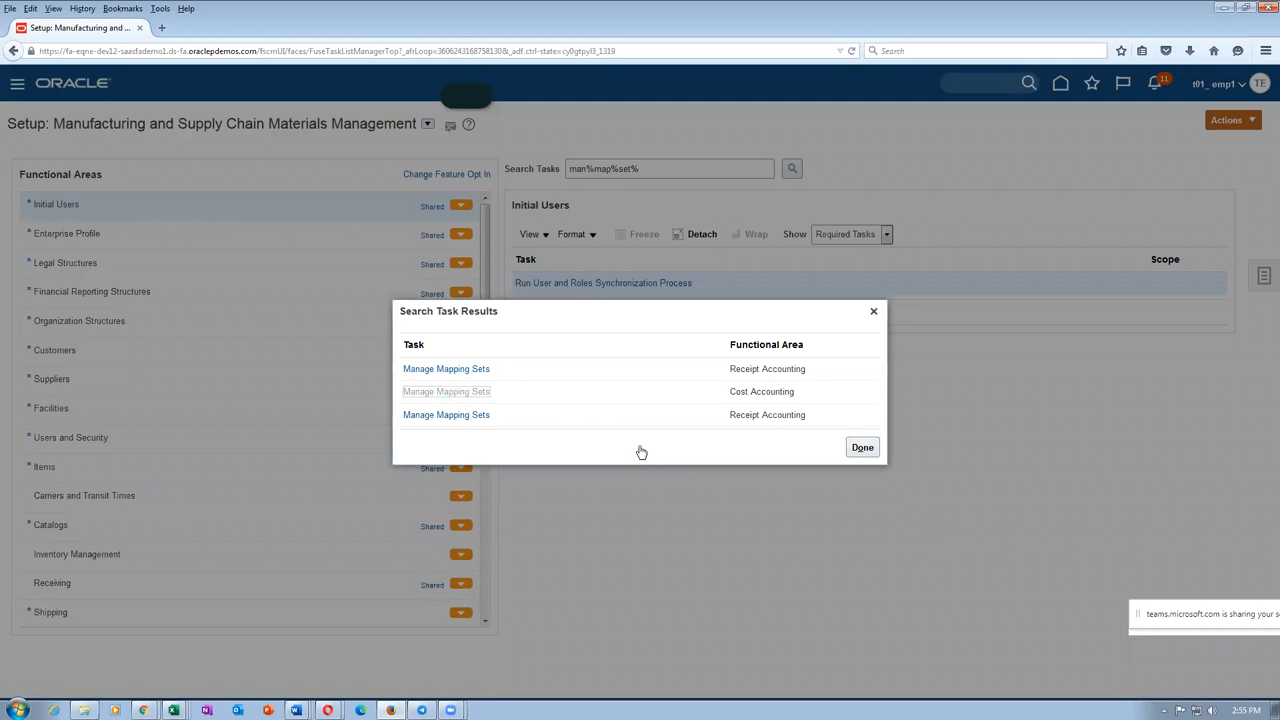 File Edit View History Bookmarks Tools Help
Setup: Manufacturing and ... × +
https://fa-eqne-dev12-saasfademo1.ds-fa.oraclepdemos.com/fscmUI/faces/FuseTaskListManagerTop?_afrLoop=36062431687581308&_adf.ctrl-state=cy0gtpyl3_1319
Search
ORACLE
11
t01_ emp1
TE
Setup: Manufacturing and Supply Chain Materials Management
Actions
Functional Areas
Change Feature Opt In
Search Tasks man%map%set%
* Initial Users Shared
* Enterprise Profile Shared
* Legal Structures Shared
* Financial Reporting Structures Shared
* Organization Structures
* Customers
* Suppliers
* Facilities
* Users and Security
* Items Shared
Carriers and Transit Times
* Catalogs Shared
Inventory Management
Receiving Shared
* Shipping
Initial Users
View Format Freeze Detach Wrap Show Required Tasks
Task Scope
Run User and Roles Synchronization Process
Search Task Results ×
Task Functional Area
Manage Mapping Sets Receipt Accounting
Manage Mapping Sets Cost Accounting
Manage Mapping Sets Receipt Accounting
Done
teams.microsoft.com is sharing your s
2:55 PM